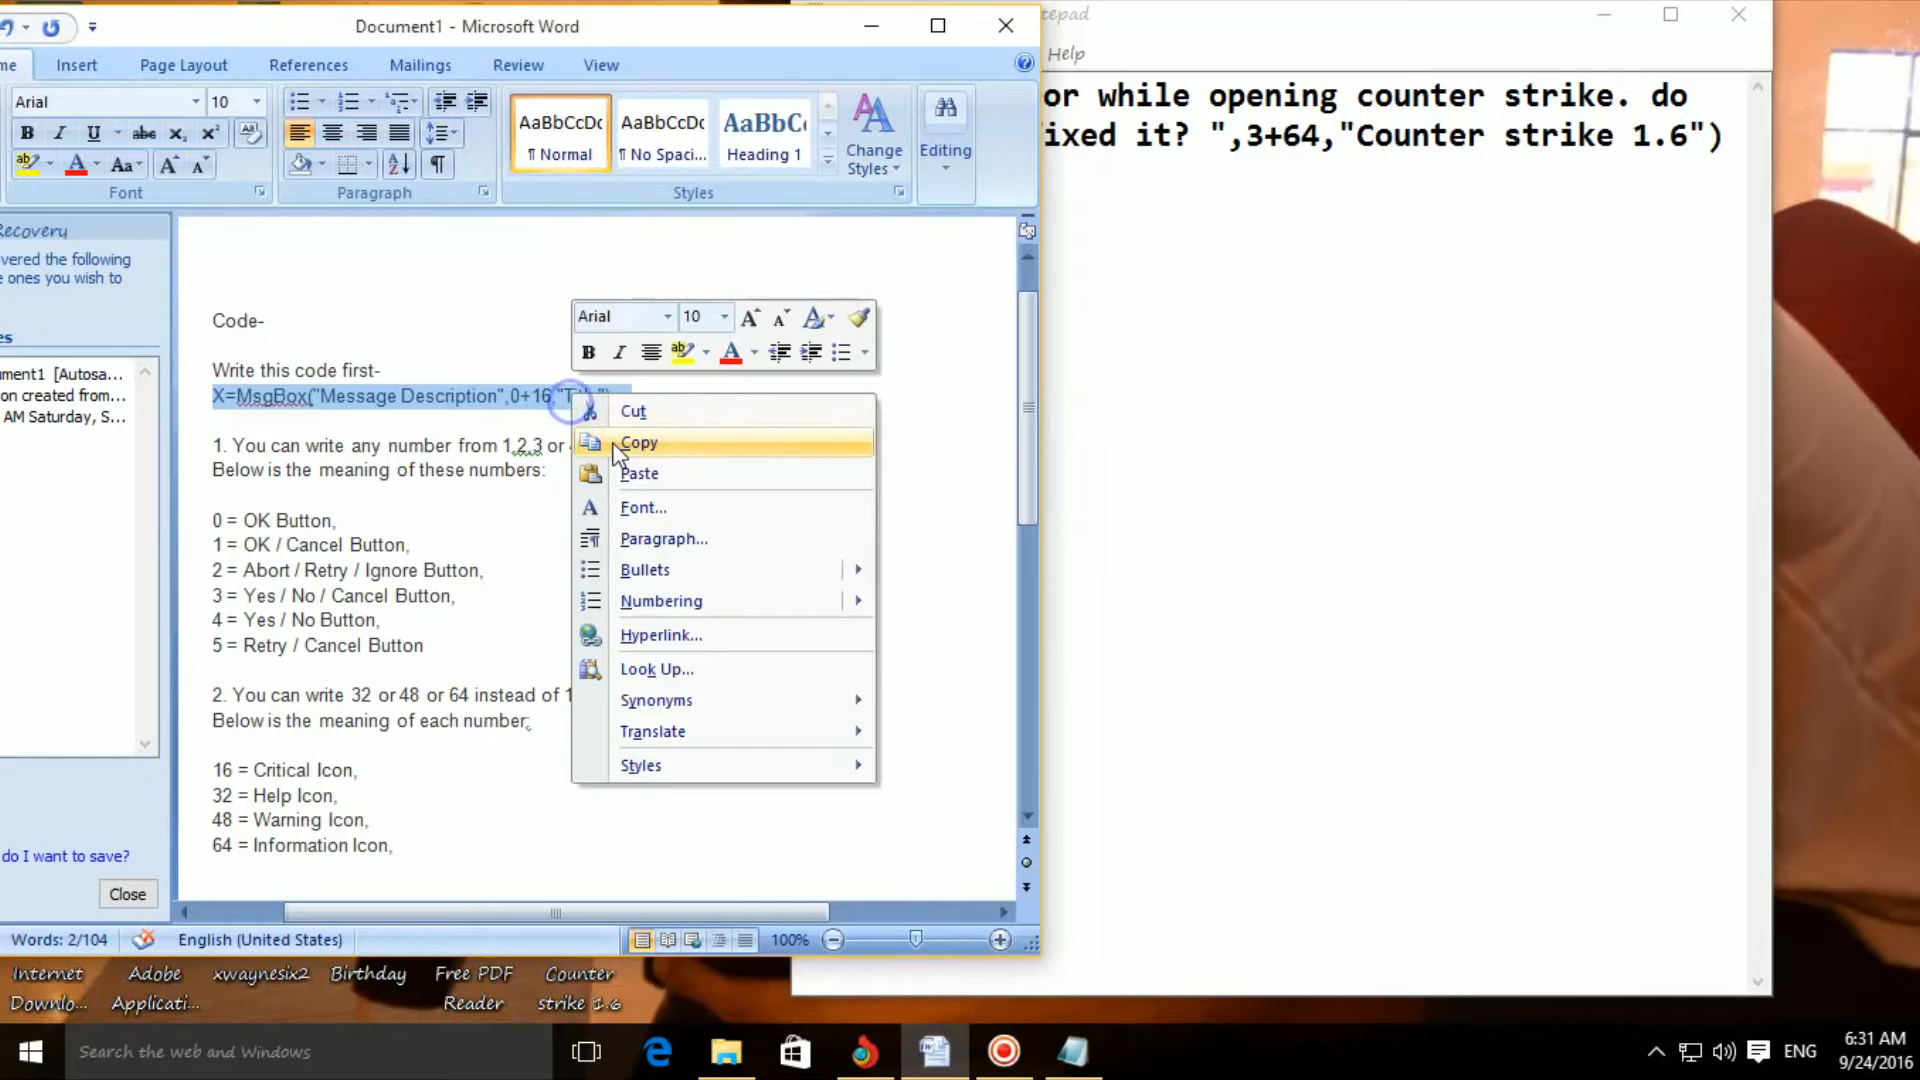 Document1 - Microsoft Word
Insert
Page Layout
References
Mailings
Review
View
Arial
10
AaBbCcDc
¶ Normal
AaBbCcDc
¶ No Spaci...
AaBbC
Heading 1
Change
Styles
Editing
Font
Paragraph
Styles
Recovery
vered the following
e ones you wish to
ument1 [Autosa...
on created from...
AM Saturday, S...
do I want to save?
Close
Code-
Write this code first-
X=MsgBox("Message Description",0+16,
1. You can write any number from 1,2,3 or
Below is the meaning of these numbers:
0 = OK Button,
1 = OK / Cancel Button,
2 = Abort / Retry / Ignore Button,
3 = Yes / No / Cancel Button,
4 = Yes / No Button,
5 = Retry / Cancel Button
2. You can write 32 or 48 or 64 instead of
Below is the meaning of each number;
16 = Critical Icon,
32 = Help Icon,
48 = Warning Icon,
64 = Information Icon,
Arial
10
Cut
Copy
Paste
Font...
Paragraph...
Bullets
Numbering
Hyperlink...
Look Up...
Synonyms
Translate
Styles
Words: 2/104
English (United States)
100%
tepad
Help
or while opening counter strike. do
ixed it? ",3+64,"Counter strike 1.6")
Internet
Downlo...
Adobe
Applicati...
xwaynesix2
Birthday
Free PDF
Reader
Counter
strike 1.6
Search the web and Windows
ENG
6:31 AM
9/24/2016